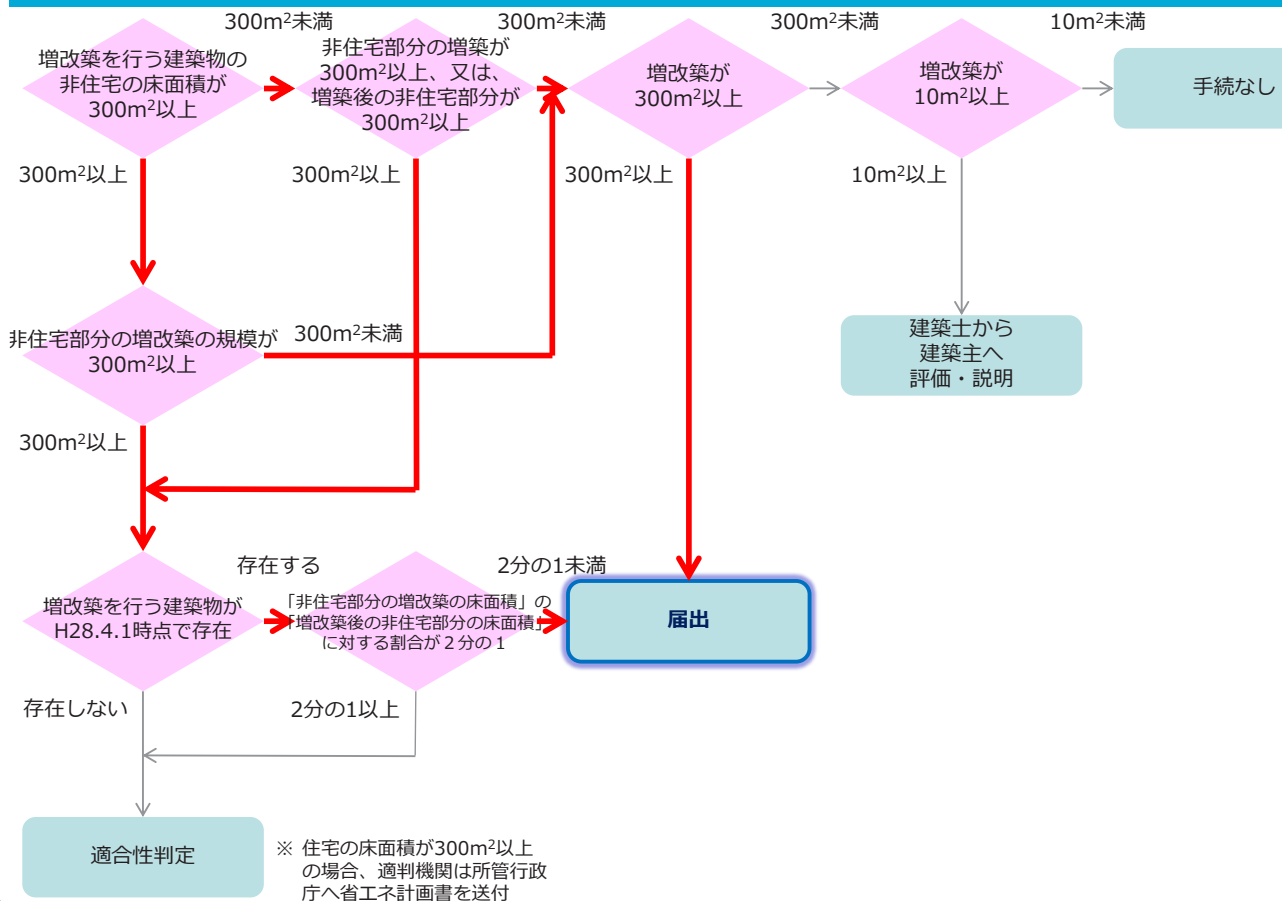 300m²未満
300m²未満
300m²未満
10m²未満
増改築を行う建築物の
非住宅の床面積が
300m²以上
非住宅部分の増築が
300m²以上、又は、
増築後の非住宅部分が
300m²以上
増改築が
300m²以上
増改築が
10m²以上
手続なし
300m²以上
300m²以上
300m²以上
10m²以上
非住宅部分の増改築の規模が
300m²以上
300m²未満
建築士から
建築主へ
評価・説明
300m²以上
存在する
2分の1未満
増改築を行う建築物が
H28.4.1時点で存在
「非住宅部分の増改築の床面積」の
「増改築後の非住宅部分の床面積」
に対する割合が２分の１
届出
存在しない
2分の1以上
適合性判定
※ 住宅の床面積が300m²以上
の場合、適判機関は所管行政
庁へ省エネ計画書を送付